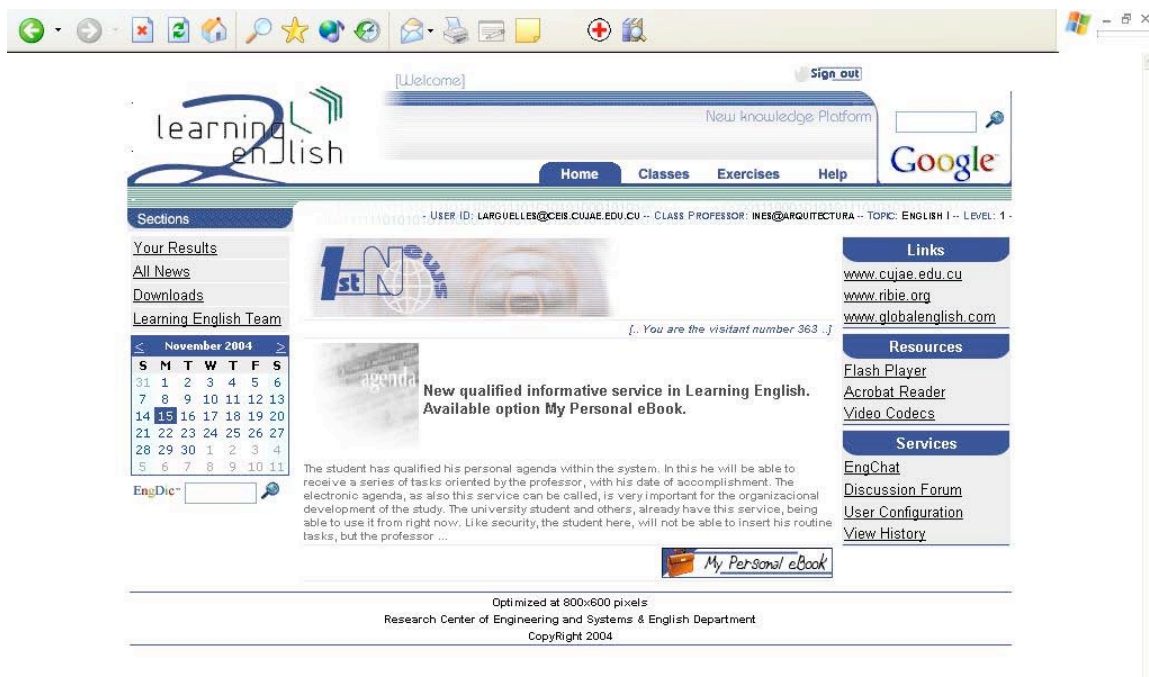 [Welcome]
Sign out
learning
2
english
New knowledge Platform
Google
Home Classes Exercises Help
Sections
- USER ID: LARGUELLES@CEIS.CUJAE.EDU.CU -- CLASS PROFESSOR: INES@ARQUITECTURA -- TOPIC: ENGLISH I -- LEVEL: 1 -
Your Results
All News
Downloads
Learning English Team
< November 2004 >
S M T W T F S
31 1 2 3 4 5 6
7 8 9 10 11 12 13
14 15 16 17 18 19 20
21 22 23 24 25 26 27
28 29 30 1 2 3 4
5 6 7 8 9 10 11
EngDic
1st News
[.. You are the visitant number 363 ..]
agenda
New qualified informative service in Learning English.
Available option My Personal eBook.
The student has qualified his personal agenda within the system. In this he will be able to
receive a series of tasks oriented by the professor, with his date of accomplishment. The
electronic agenda, as also this service can be called, is very important for the organizacional
development of the study. The university student and others, already have this service, being
able to use it from right now. Like security, the student here, will not be able to insert his routine
tasks, but the professor ...
My Personal eBook
Links
www.cujae.edu.cu
www.ribie.org
www.globalenglish.com
Resources
Flash Player
Acrobat Reader
Video Codecs
Services
EngChat
Discussion Forum
User Configuration
View History
Optimized at 800x600 pixels
Research Center of Engineering and Systems & English Department
CopyRight 2004